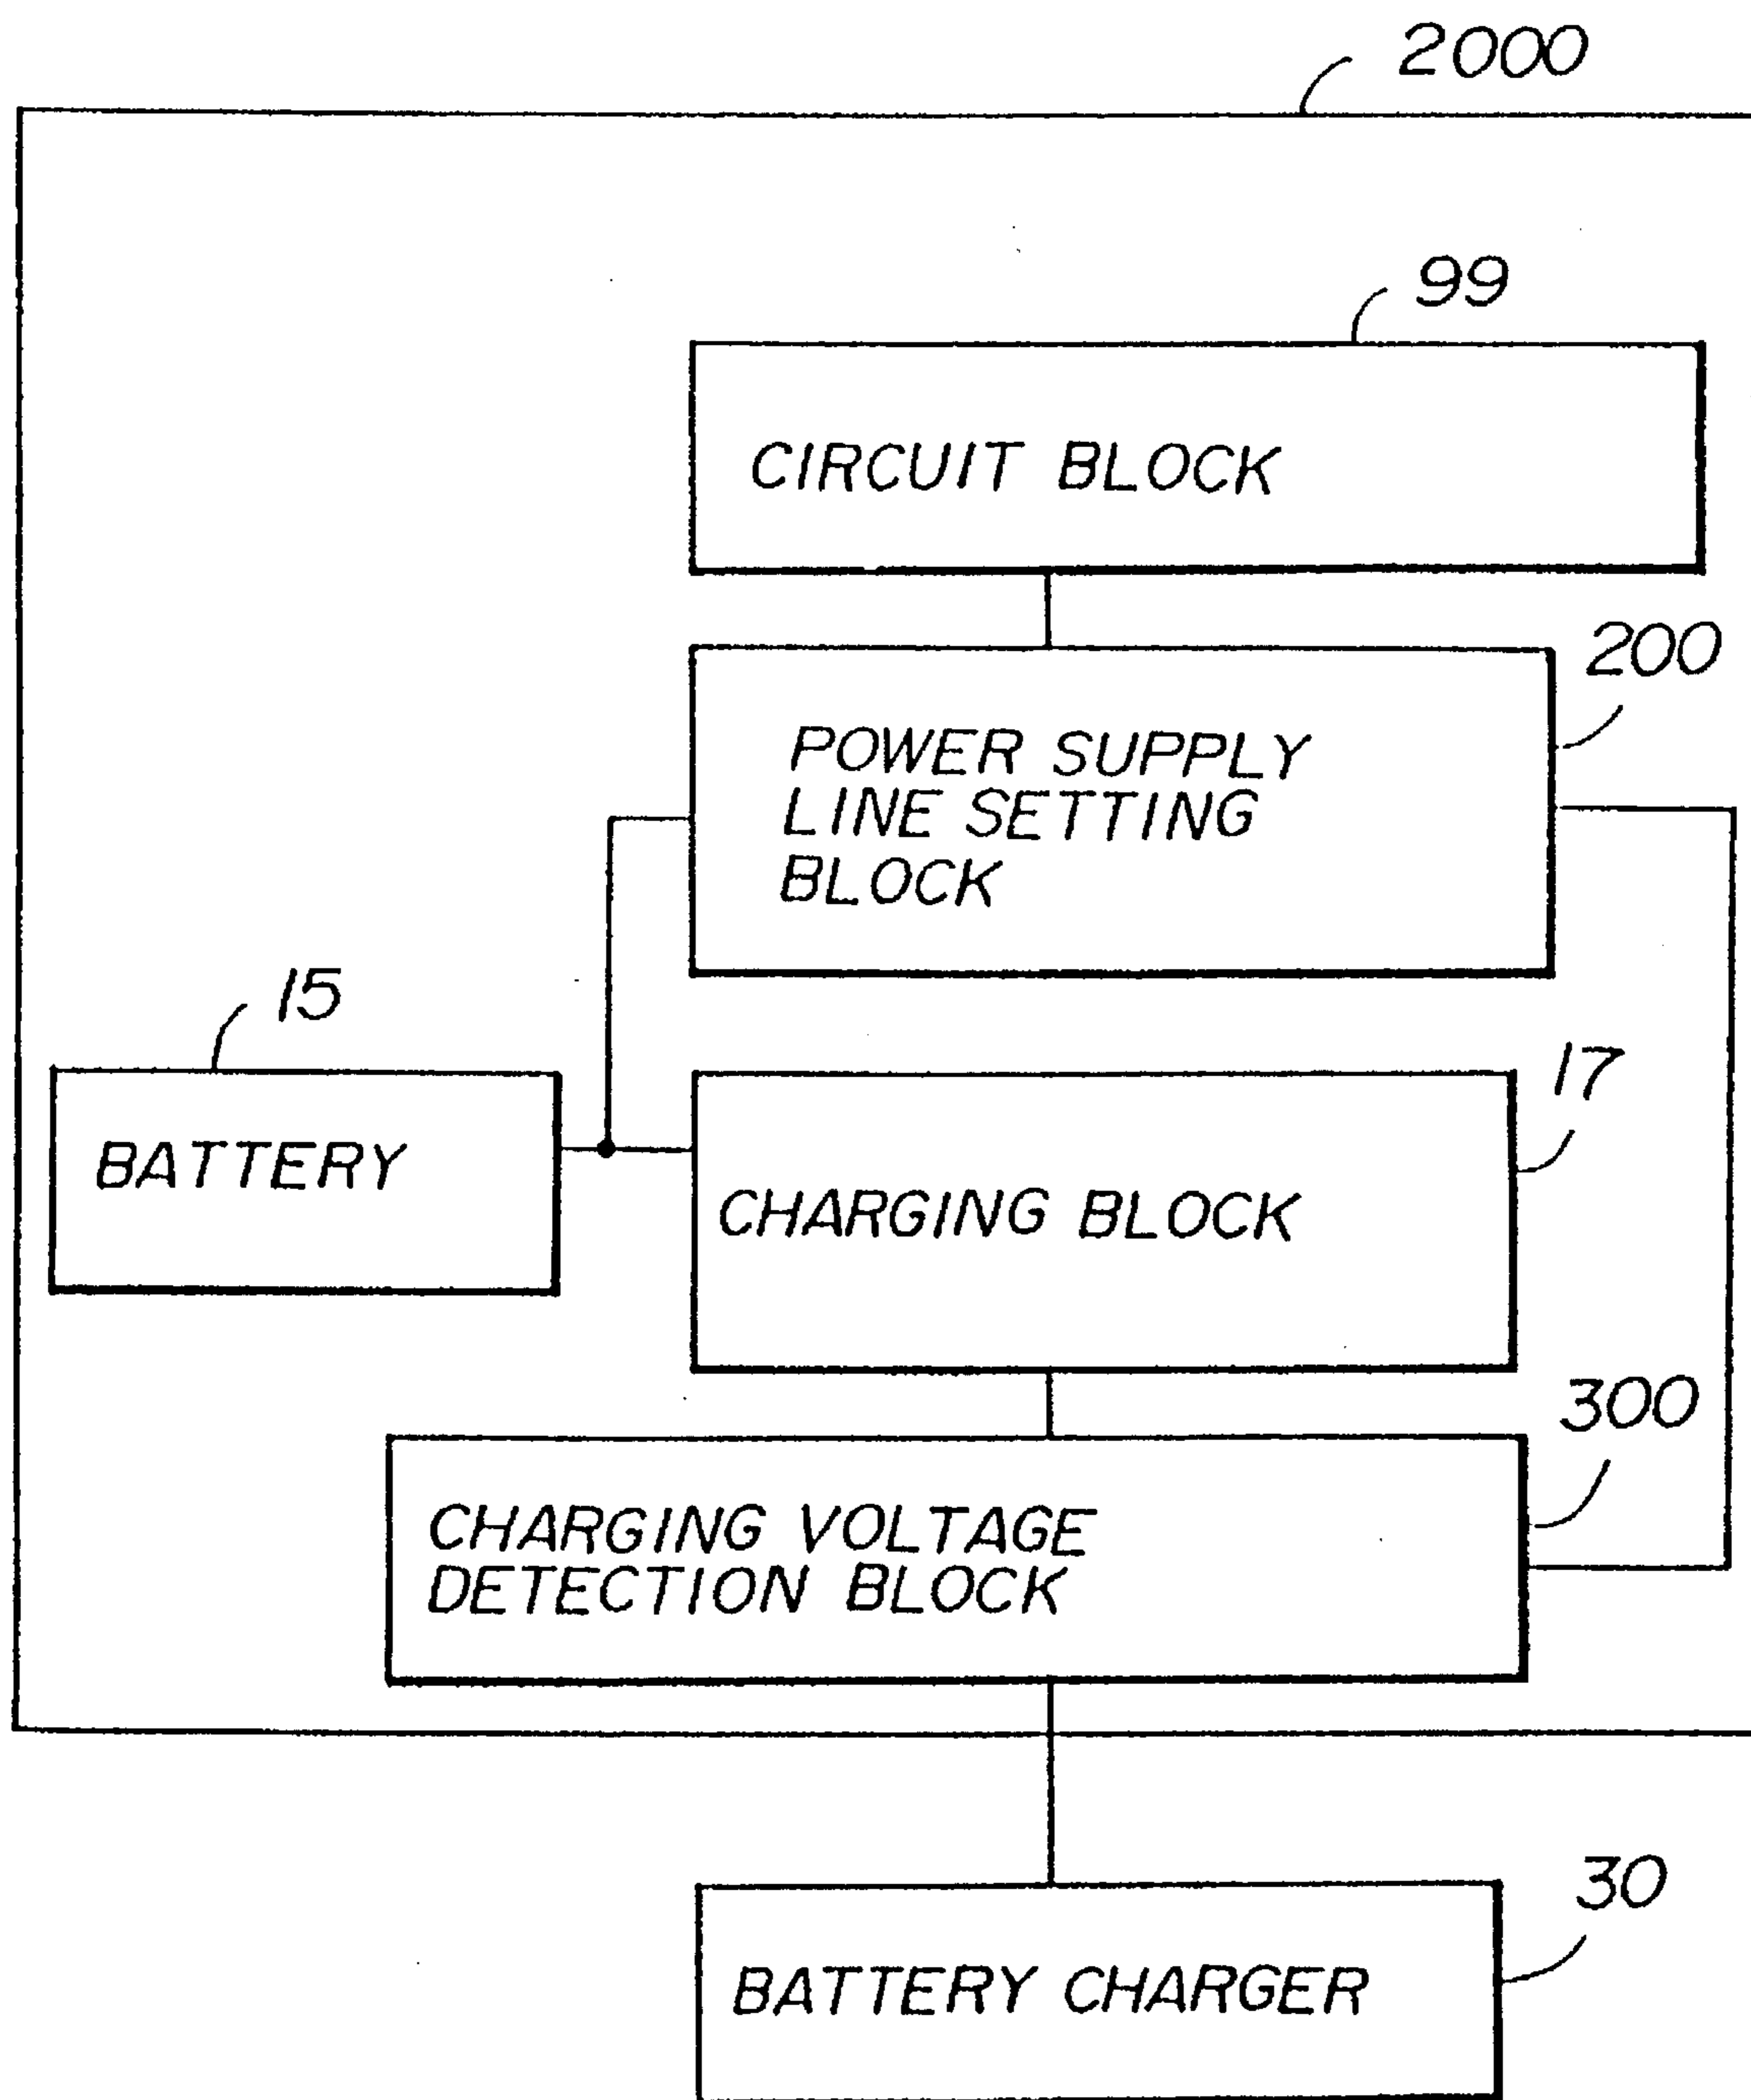 2000
99
CIRCUIT BLOCK
200
POWER SUPPLY
LINE SETTING
BLOCK
15
BATTERY
17
CHARGING BLOCK
300
CHARGING VOLTAGE
DETECTION BLOCK
30
BATTERY CHARGER